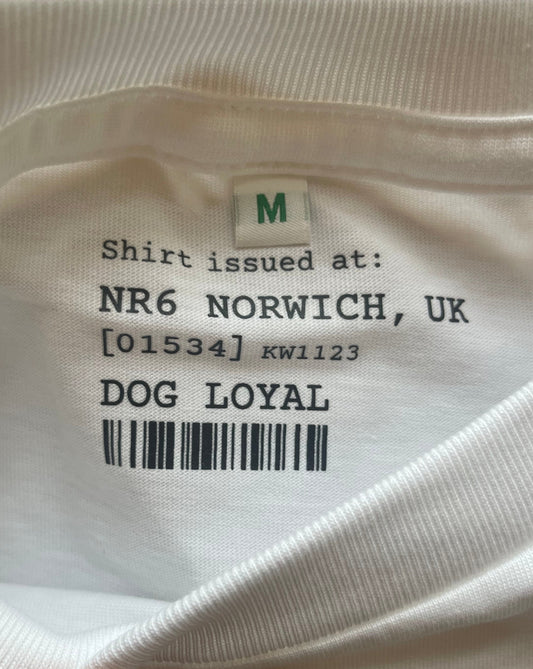 M
Shirt issued at:
NR6 NORWICH, UK
[01534] KW1123
DOG LOYAL